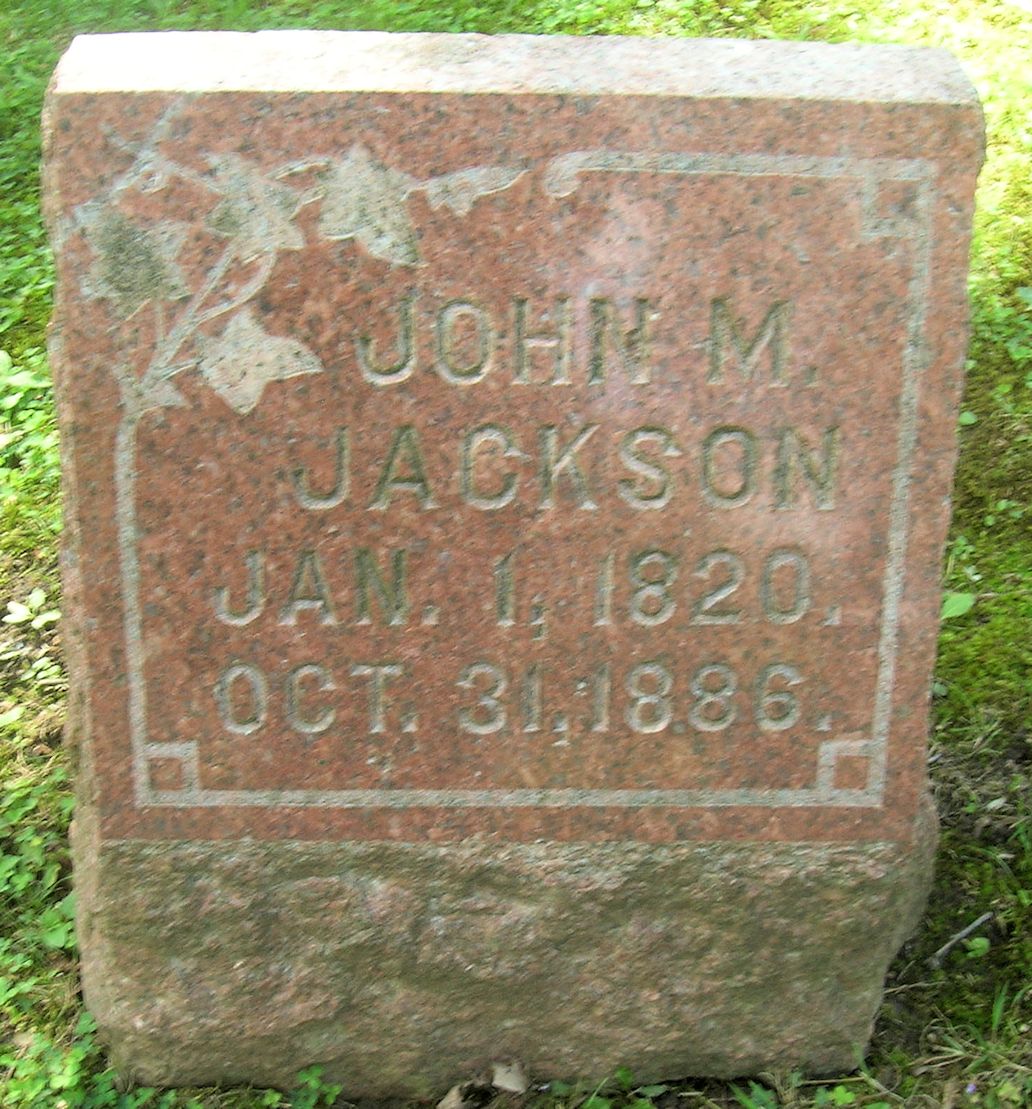 JOHN M.
JACKSON
JAN. 1, 1820.
OCT. 31, 1886.